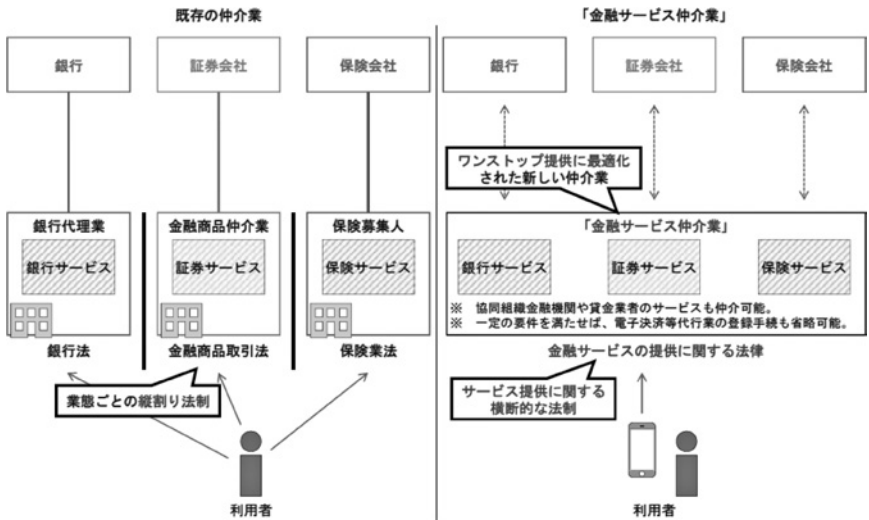 既存の仲介業
銀行
証券会社
保険会社
銀行代理業
金融商品仲介業
保険募集人
銀行サービス
証券サービス
保険サービス
銀行法
金融商品取引法
保険業法
業態ごとの縦割り法制
利用者
「金融サービス仲介業」
銀行
証券会社
保険会社
ワンストップ提供に最適化
された新しい仲介業
「金融サービス仲介業」
銀行サービス
証券サービス
保険サービス
※　協同組織金融機関や貸金業者のサービスも仲介可能。
※　一定の要件を満たせば、電子決済等代行業の登録手続も省略可能。
金融サービスの提供に関する法律
サービス提供に関する
横断的な法制
利用者